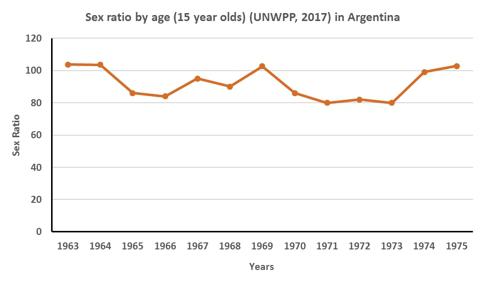 Sex ratio by age (15 year olds) (UNWPP, 2017) in Argentina
120
100
80
60
40
20
0
Sex Ratio
1963 1964 1965 1966 1967 1968 1969 1970 1971 1972 1973 1974 1975
Years